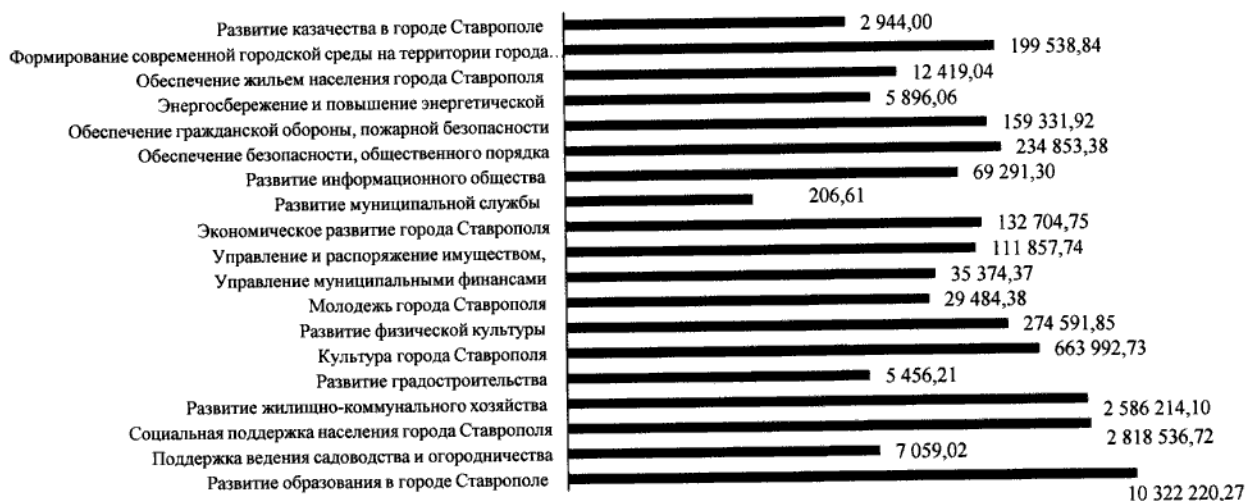 Развитие казачества в городе Ставрополе 2 944,00
Формирование современной городской среды на территории города... 199 538,84
Обеспечение жильем населения города Ставрополя 12 419,04
Энергосбережение и повышение энергетической 5 896,06
Обеспечение гражданской обороны, пожарной безопасности 159 331,92
Обеспечение безопасности, общественного порядка 234 853,38
Развитие информационного общества 69 291,30
Развитие муниципальной службы 206,61
Экономическое развитие города Ставрополя 132 704,75
Управление и распоряжение имуществом, 111 857,74
Управление муниципальными финансами 35 374,37
Молодежь города Ставрополя 29 484,38
Развитие физической культуры 274 591,85
Культура города Ставрополя 663 992,73
Развитие градостроительства 5 456,21
Развитие жилищно-коммунального хозяйства 2 586 214,10
Социальная поддержка населения города Ставрополя 2 818 536,72
Поддержка ведения садоводства и огородничества 7 059,02
Развитие образования в городе Ставрополе 10 322 220,27